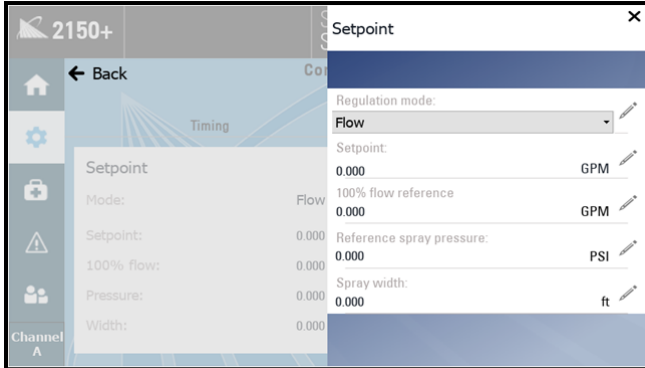 2150+
← Back
Cor
Timing
Setpoint
Mode: Flow
Setpoint: 0.000
100% flow: 0.000
Pressure: 0.000
Width: 0.000
Channel
A
Setpoint
×
Regulation mode:
Flow
Setpoint:
0.000 GPM
100% flow reference
0.000 GPM
Reference spray pressure:
0.000 PSI
Spray width:
0.000 ft